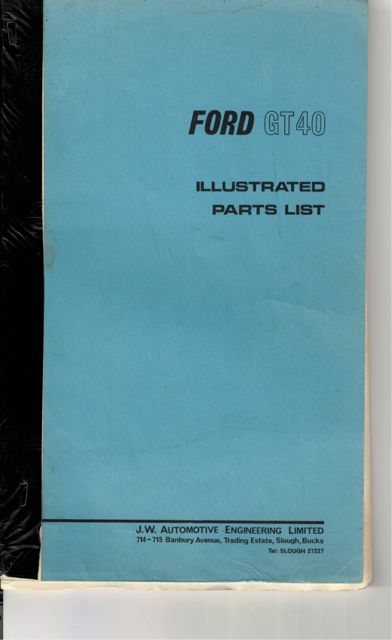 FORD GT40
ILLUSTRATED
PARTS LIST
J.W. AUTOMOTIVE ENGINEERING LIMITED
714-715 Banbury Avenue, Trading Estate, Slough, Bucks
Tel: SLOUGH 27227